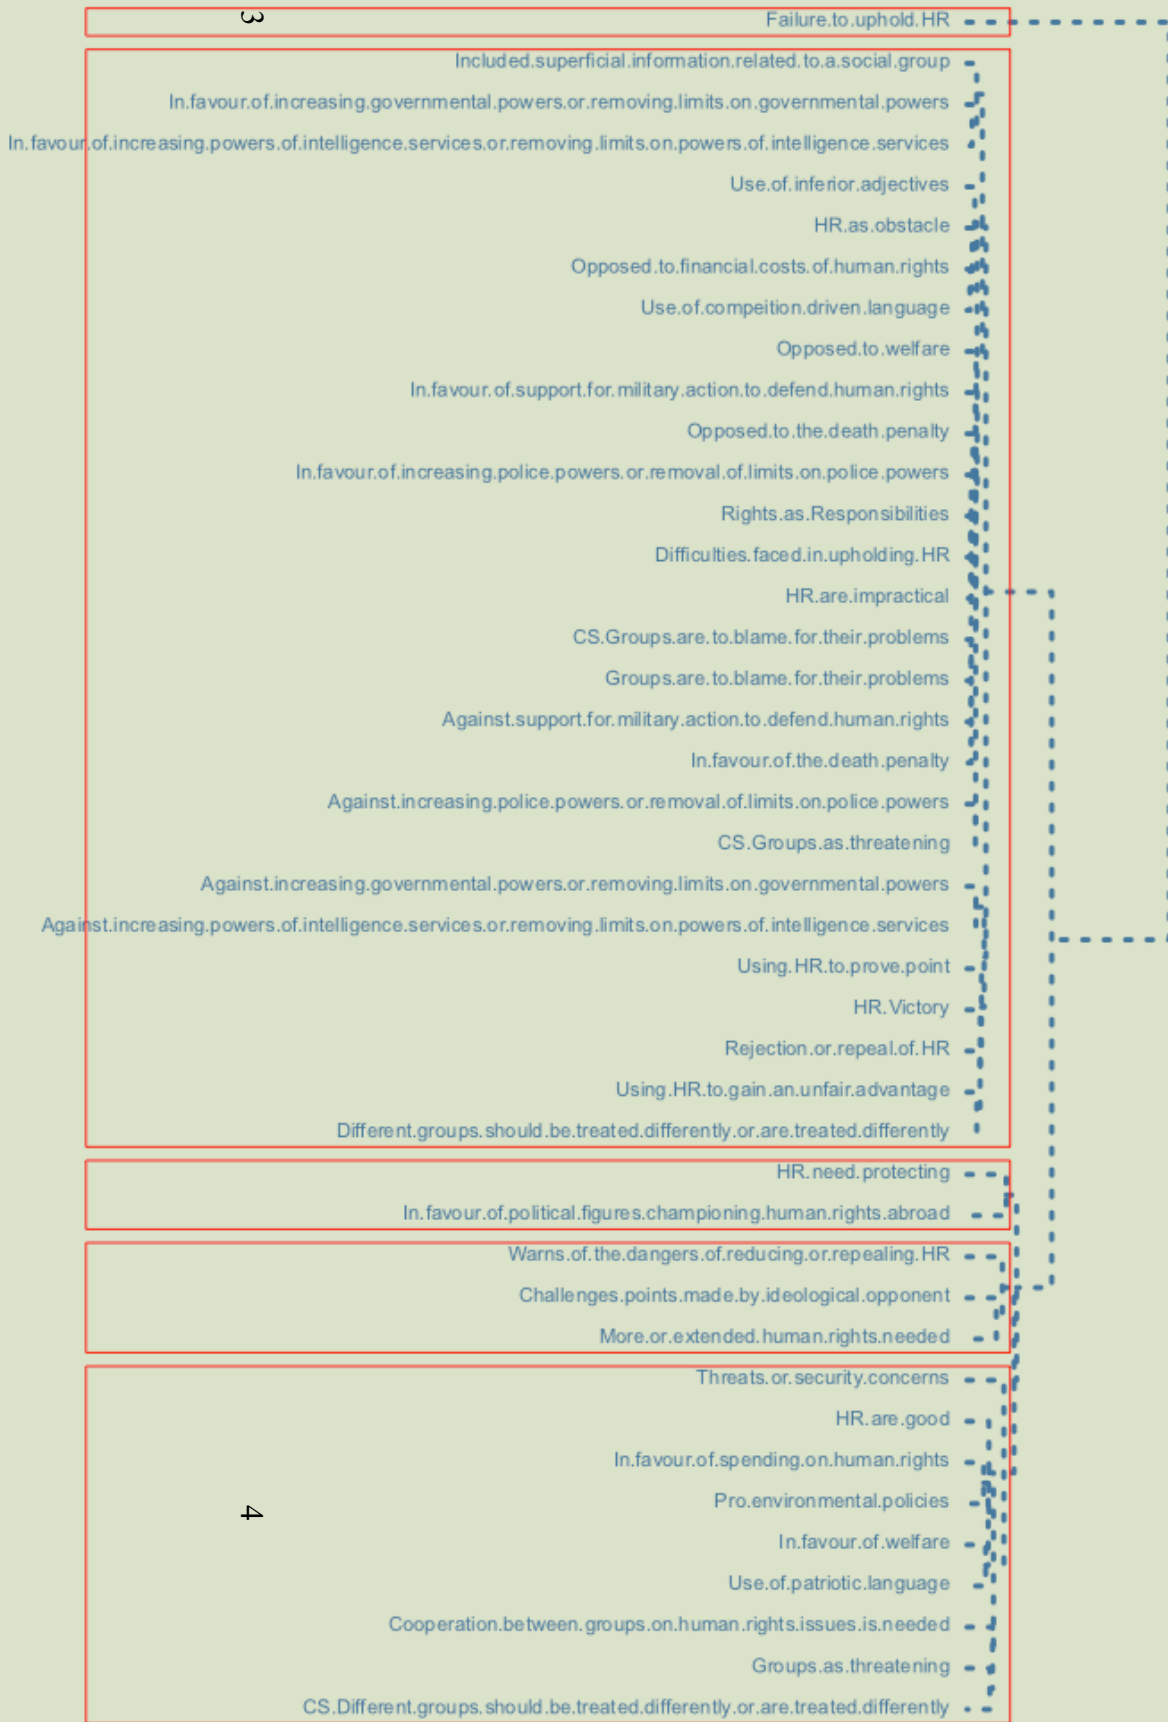 3
Failure.to.uphold.HR
Included.superficial.information.related.to.a.social.group
In.favour.of.increasing.governmental.powers.or.removing.limits.on.governmental.powers
In.favour.of.increasing.powers.of.intelligence.services.or.removing.limits.on.powers.of.intelligence.services
Use.of.inferior.adjectives
HR.as.obstacle
Opposed.to.financial.costs.of.human.rights
Use.of.compeition.driven.language
Opposed.to.welfare
In.favour.of.support.for.military.action.to.defend.human.rights
Opposed.to.the.death.penalty
In.favour.of.increasing.police.powers.or.removal.of.limits.on.police.powers
Rights.as.Responsibilities
Difficulties.faced.in.upholding.HR
HR.are.impractical
CS.Groups.are.to.blame.for.their.problems
Groups.are.to.blame.for.their.problems
Against.support.for.military.action.to.defend.human.rights
In.favour.of.the.death.penalty
Against.increasing.police.powers.or.removal.of.limits.on.police.powers
CS.Groups.as.threatening
Against.increasing.governmental.powers.or.removing.limits.on.governmental.powers
Against.increasing.powers.of.intelligence.services.or.removing.limits.on.powers.of.intelligence.services
Using.HR.to.prove.point
HR.Victory
Rejection.or.repeal.of.HR
Using.HR.to.gain.an.unfair.advantage
Different.groups.should.be.treated.differently.or.are.treated.differently
HR.need.protecting
In.favour.of.political.figures.championing.human.rights.abroad
Warns.of.the.dangers.of.reducing.or.repealing.HR
Challenges.points.made.by.ideological.opponent
More.or.extended.human.rights.needed
Threats.or.security.concerns
HR.are.good
In.favour.of.spending.on.human.rights
Pro.environmental.policies
4
In.favour.of.welfare
Use.of.patriotic.language
Cooperation.between.groups.on.human.rights.issues.is.needed
Groups.as.threatening
CS.Different.groups.should.be.treated.differently.or.are.treated.differently